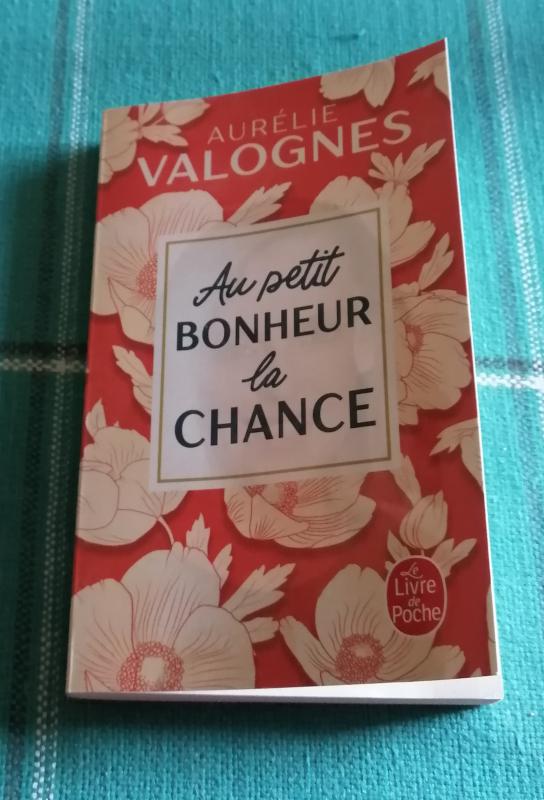 AURÉLIE
VALOGNES
Au petit
BONHEUR
la
CHANCE
Le
Livre
de
Poche